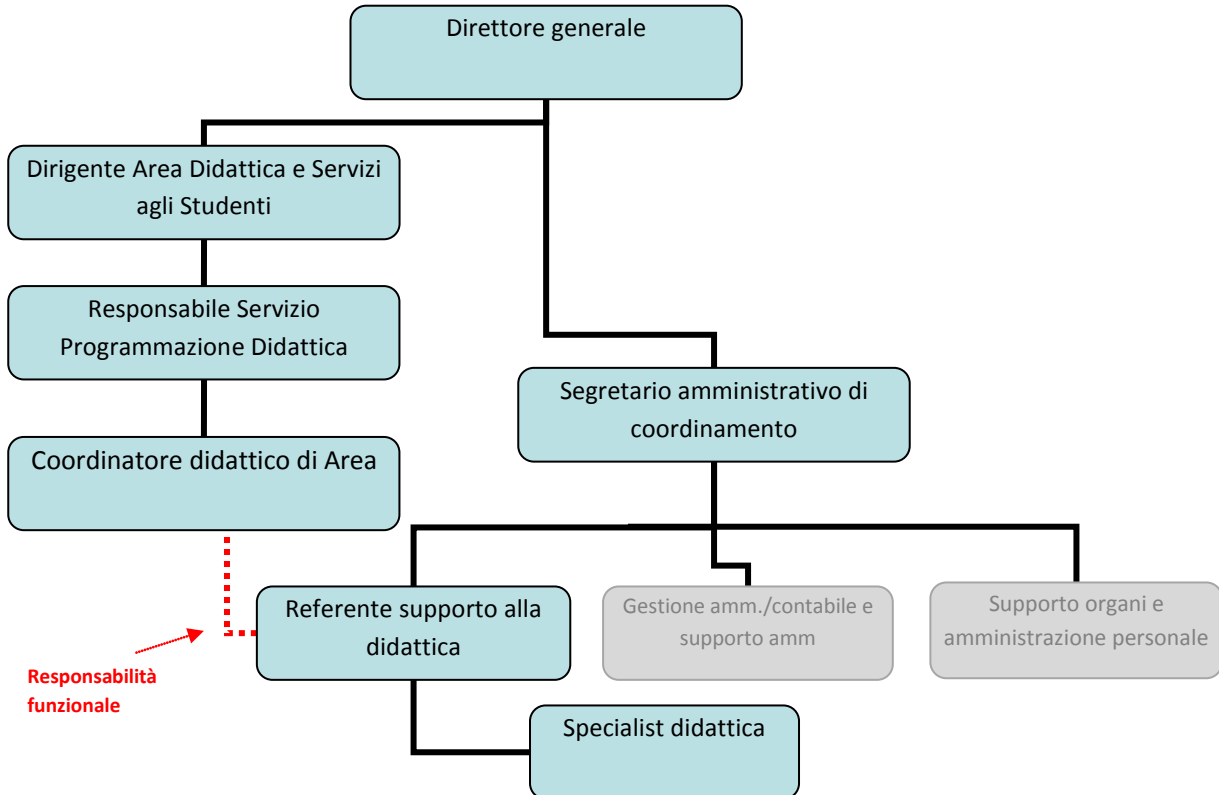 Direttore generale
Dirigente Area Didattica e Servizi
agli Studenti
Responsabile Servizio
Programmazione Didattica
Segretario amministrativo di
coordinamento
Coordinatore didattico di Area
Referente supporto alla
didattica
Gestione amm./contabile e
supporto amm
Supporto organi e
amministrazione personale
Responsabilità
funzionale
Specialist didattica